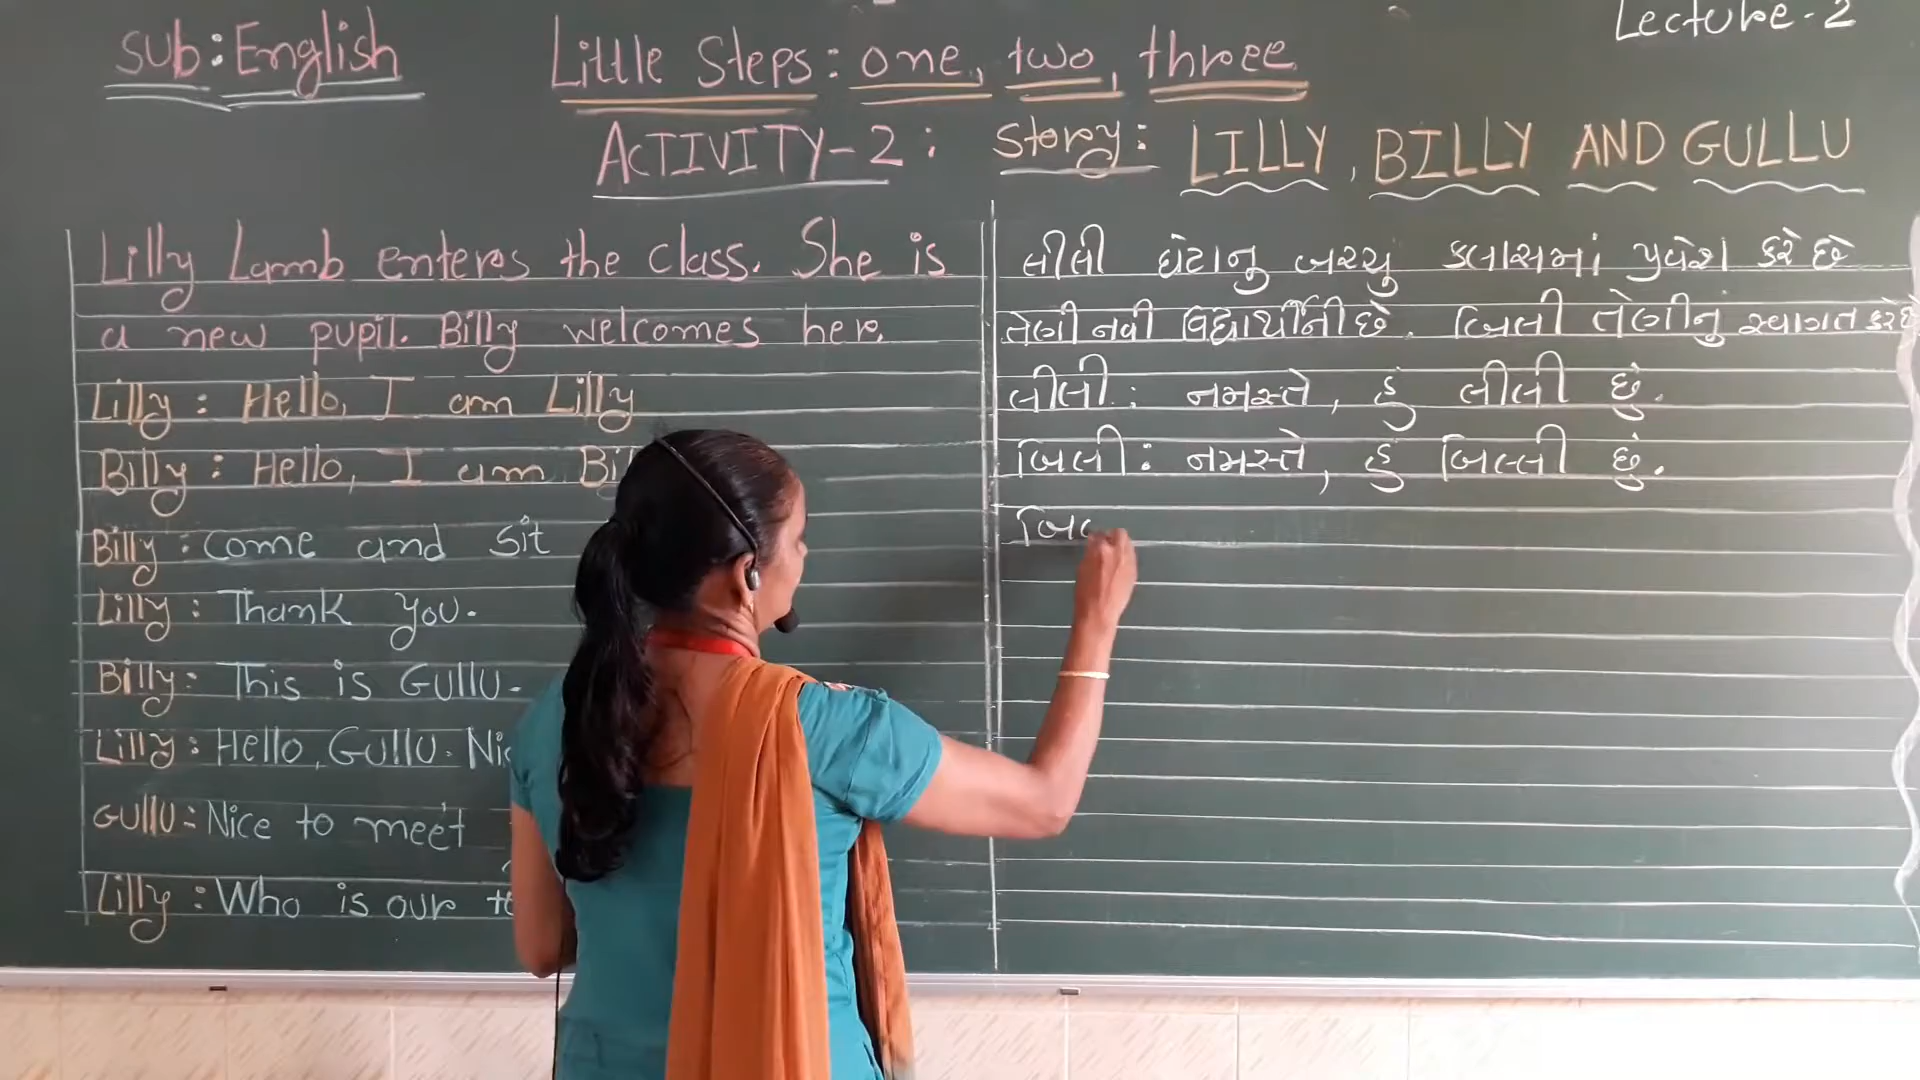 Lecture-2
Sub: English
Little Steps: one, two, three
ACTIVITY-2: Story: LILLY, BILLY AND GULLU
Lilly Lamb enters the class. She is
a new pupil. Billy welcomes her.
Lilly: Hello, I am Lilly
Billy: Hello, I am
Billy: Come and sit
Lilly: Thank you.
Billy: This is Gullu.
Lilly: Hello, Gullu.
Gullu: Nice to meet
Lilly: Who is our
લીલી ઘેટાનુ બચ્ચુ કલાસમાં પ્રવેશ કરે છે
તેણી નવી વિદ્યાર્થીની છે. બિલી તેણીનું સ્વાગત કરે છે
લીલી: નમસ્તે, હું લીલી છું.
બિલી: નમસ્તે, હું બિલ્લી છું.